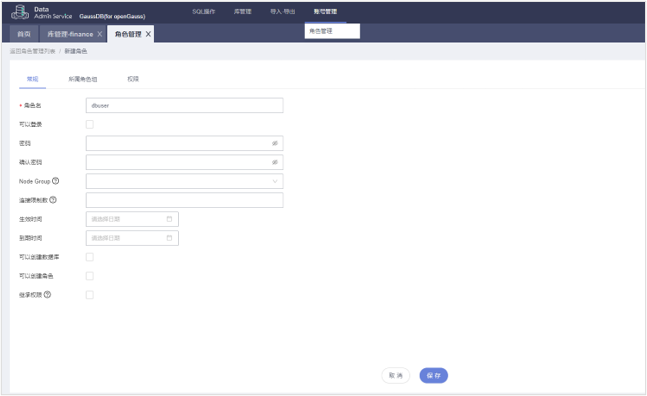 Data
Admin Service GaussDB(for openGauss) SQL操作 库管理 导入·导出 账号管理
角色管理
首页 库管理-finance X 角色管理 X
返回角色管理列表 / 新建角色
常规 所属角色组 权限
* 角色名 dbuser
可以登录
密码
确认密码
Node Group ?
连接限制数 ?
生效时间 请选择日期
到期时间 请选择日期
可以创建数据库
可以创建角色
继承权限 ?
取消 保存